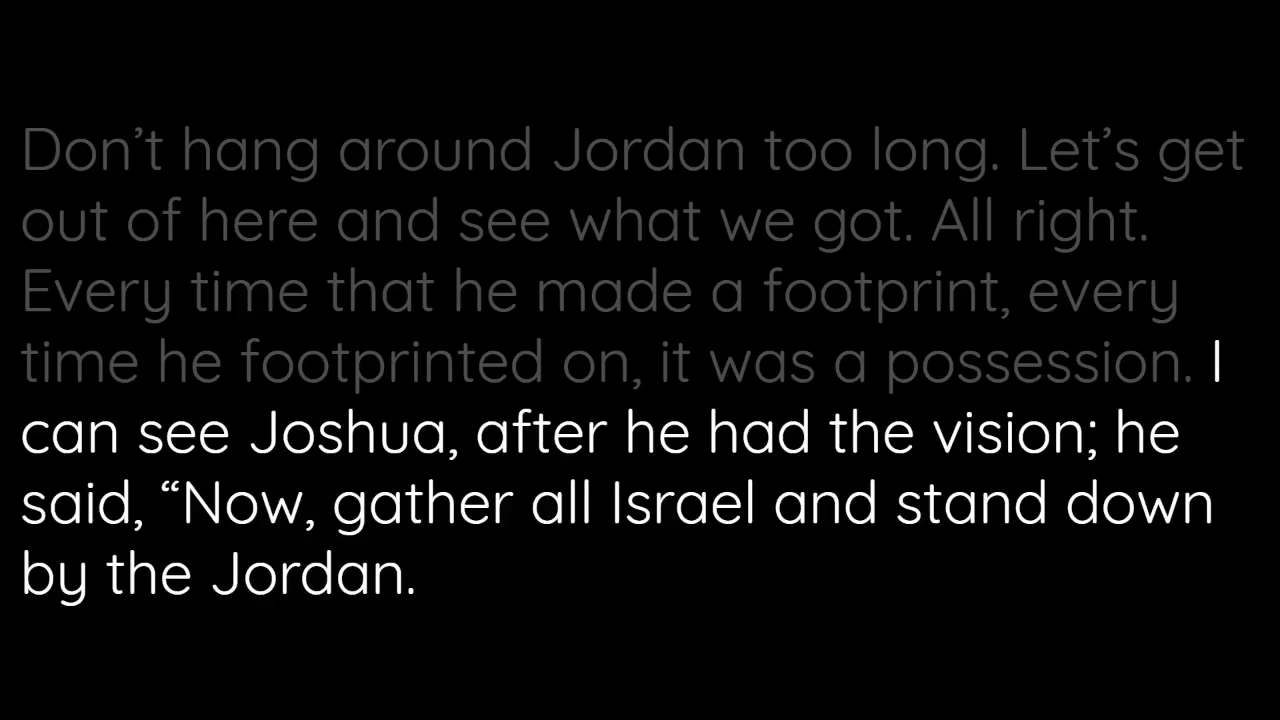 Don’t hang around Jordan too long. Let’s get
out of here and see what we got. All right.
Every time that he made a footprint, every
time he footprinted on, it was a possession. I
can see Joshua, after he had the vision; he
said, “Now, gather all Israel and stand down
by the Jordan.